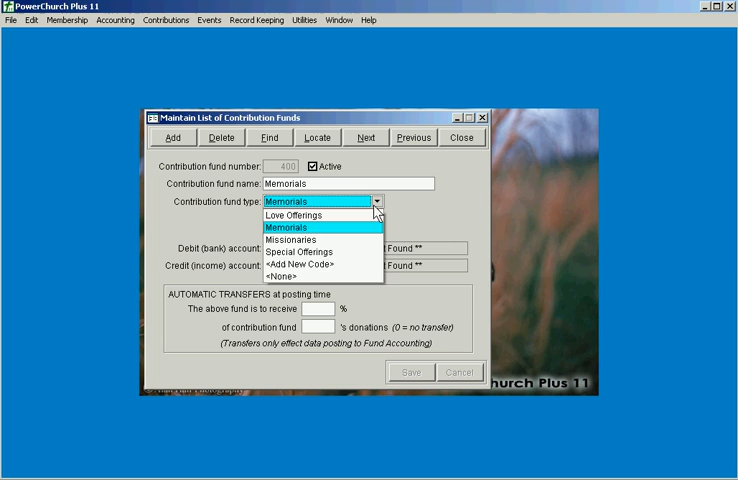 PowerChurch Plus 11
File Edit Membership Accounting Contributions Events Record Keeping Utilities Window Help
Maintain List of Contribution Funds
Add Delete Find Locate Next Previous Close
Contribution fund number: 400 Active
Contribution fund name: Memorials
Contribution fund type: Memorials
Love Offerings
Memorials
Missionaries
Special Offerings
<Add New Code>
<None>
Debit (bank) account: t Found **
Credit (income) account: t Found **
AUTOMATIC TRANSFERS at posting time
The above fund is to receive %
of contribution fund 's donations (0 = no transfer)
(Transfers only effect data posting to Fund Accounting)
Save Cancel
hurch Plus 11